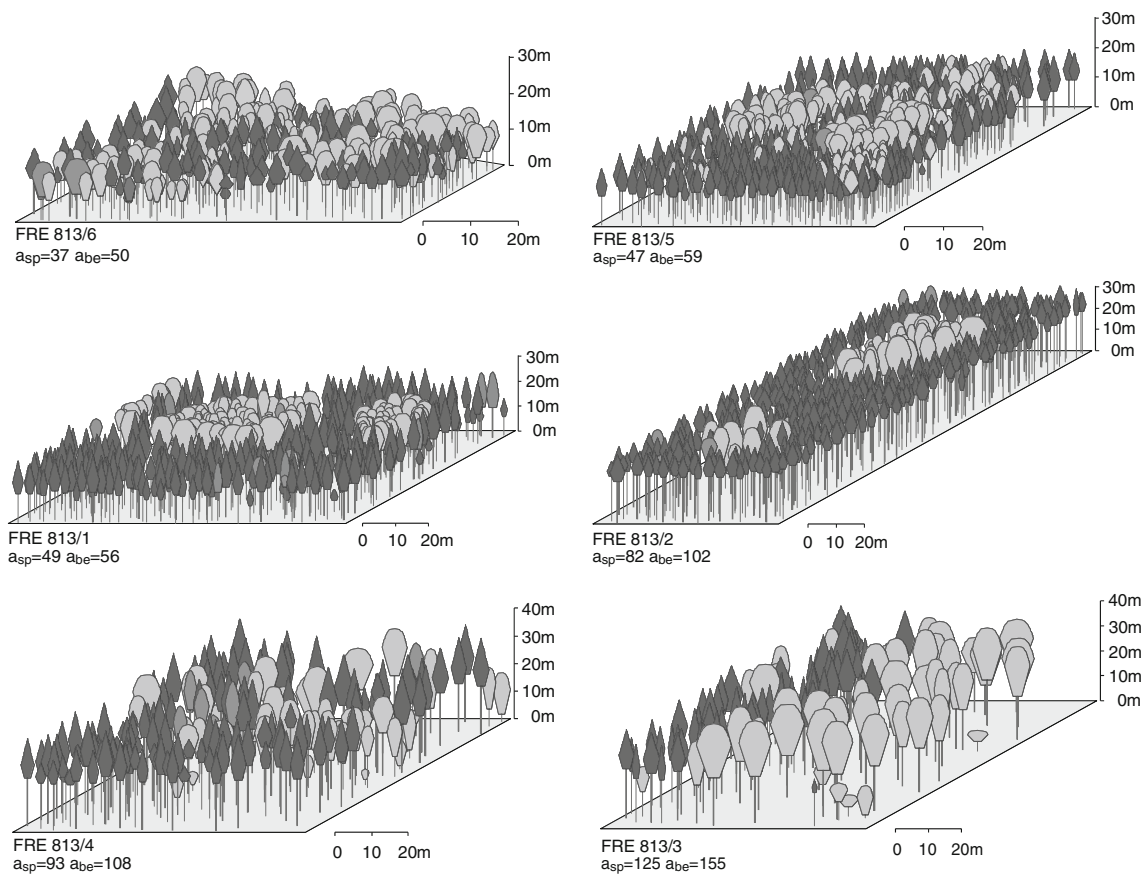 30m
20m
10m
0m
0 10 20m
FRE 813/6
asp=37 abe=50
30m
20m
10m
0m
0 10 20m
FRE 813/5
asp=47 abe=59
30m
20m
10m
0m
0 10 20m
FRE 813/1
asp=49 abe=56
30m
20m
10m
0m
0 10 20m
FRE 813/2
asp=82 abe=102
40m
30m
20m
10m
0m
0 10 20m
FRE 813/4
asp=93 abe=108
40m
30m
20m
10m
0m
0 10 20m
FRE 813/3
asp=125 abe=155